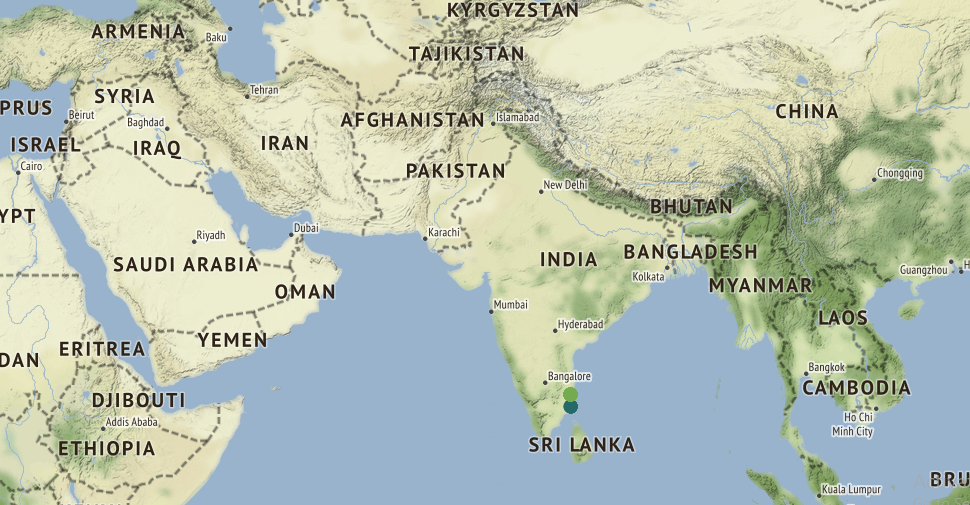 KYRGYZSTAN
ARMENIA
Baku
TAJIKISTAN
Tehran
SYRIA
PRUS
Beirut
AFGHANISTAN
Islamabad
CHINA
Baghdad
ISRAEL
IRAQ
IRAN
Cairo
PAKISTAN
Chongqing
New Delhi
BHUTAN
YPT
Riyadh
Dubai
Karachi
SAUDI ARABIA
INDIA
BANGLADESH
Kolkata
Guangzhou
H
OMAN
MYANMAR
Mumbai
LAOS
Hyderabad
YEMEN
ERITREA
DAN
Bangalore
Bangkok
CAMBODIA
DJIBOUTI
Addis Ababa
Ho Chi
Minh City
ETHIOPIA
SRI LANKA
BRU
Kuala Lumpur